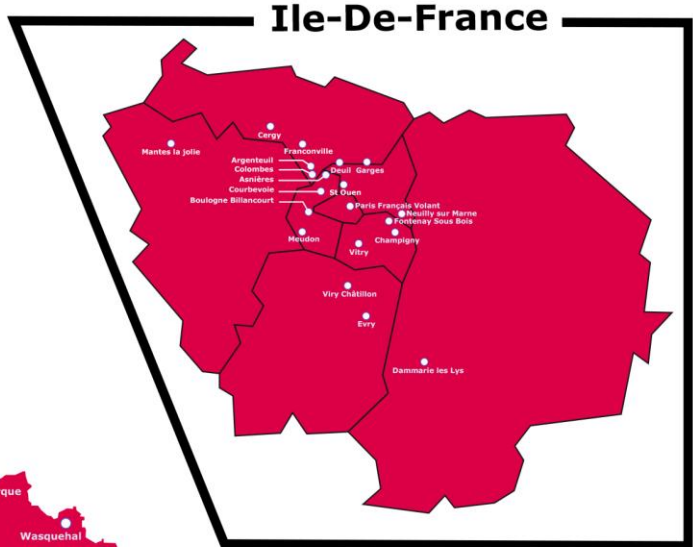 Ile-De-France
Cergy
Mantes la jolie
Franconville
Argenteuil
Colombes
Deuil Garges
Asnières
Courbevoie
St Ouen
Boulogne Billancourt
Paris Français Volant
Neuilly sur Marne
Fontenay Sous Bois
Meudon
Champigny
Vitry
Viry Châtillon
Evry
Dammarie les Lys
Wasquehal